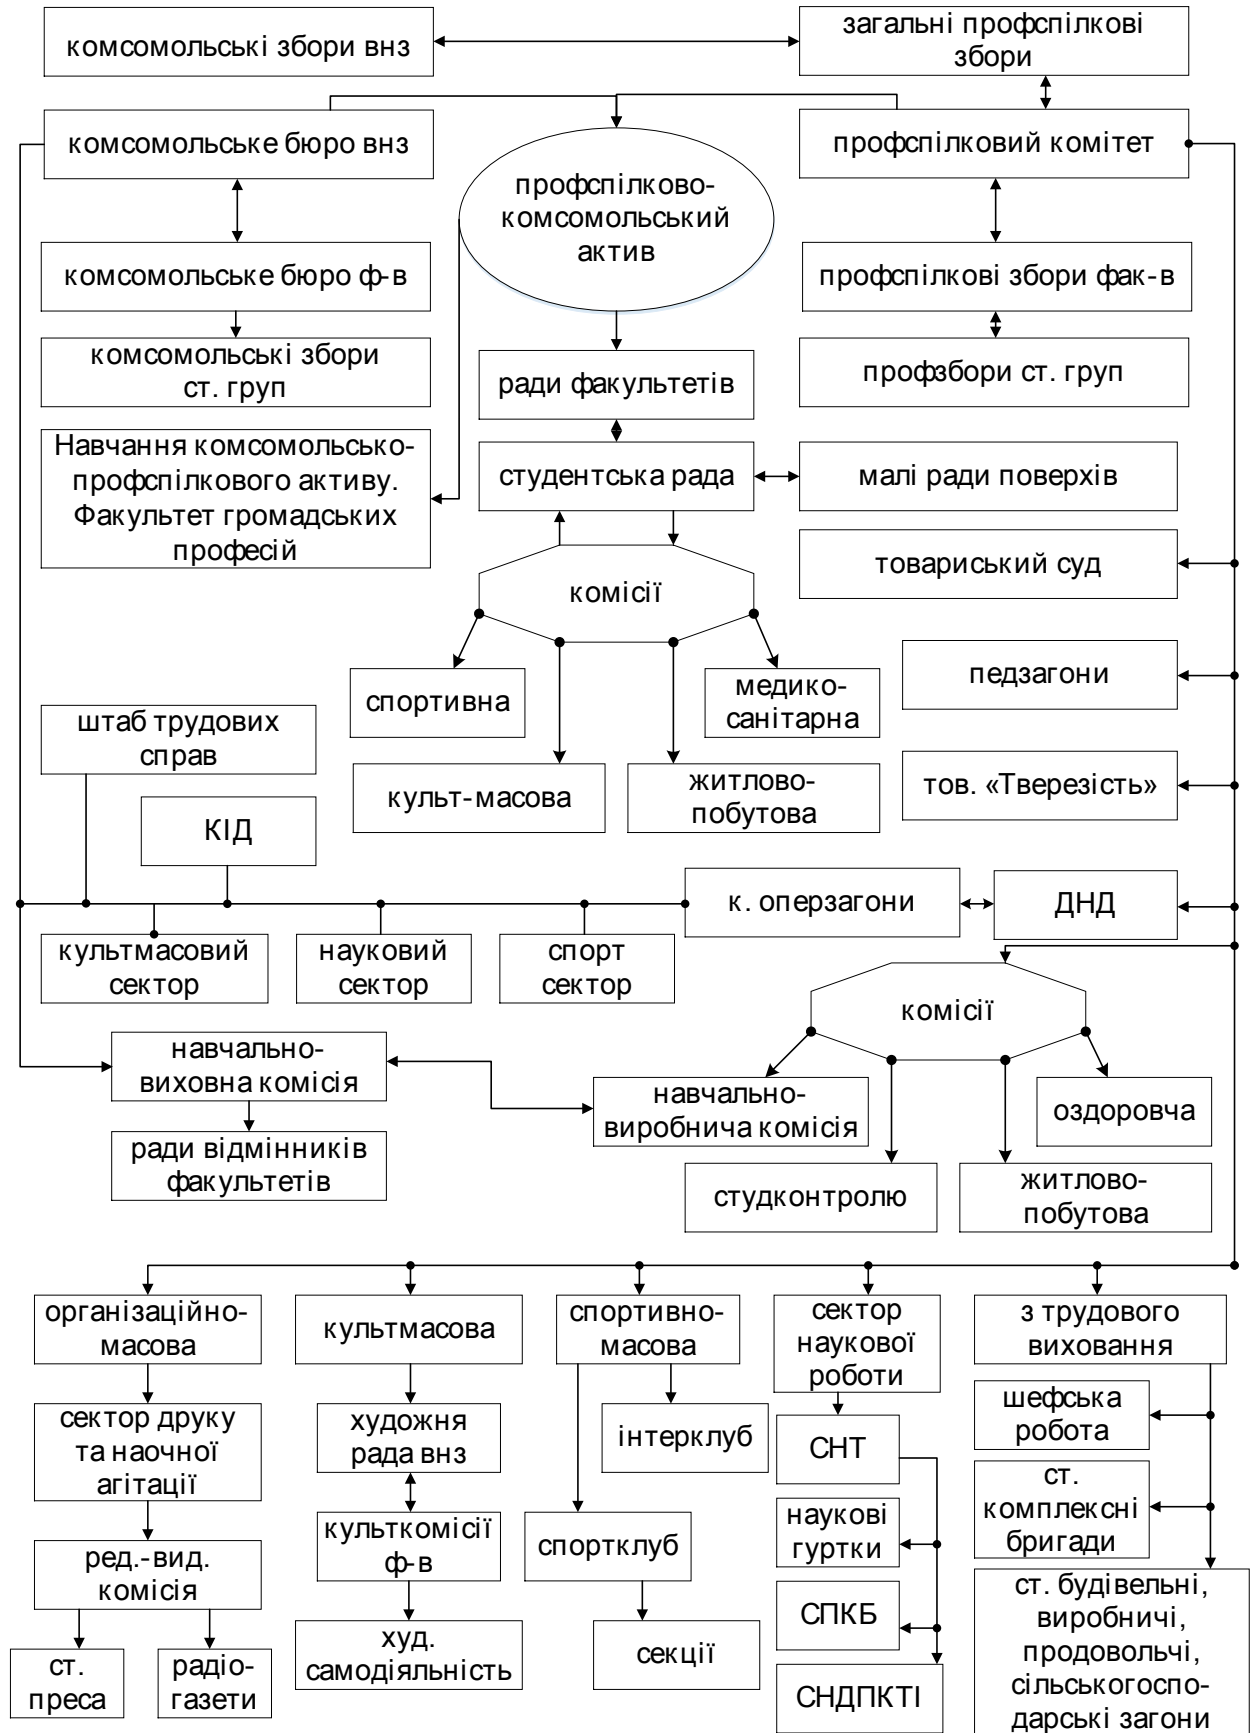 комсомольські збори внз
загальні профспілкові
збори
комсомольське бюро внз
профспілковий комітет
профспілково-
комсомольський
актив
комсомольське бюро ф-в
профспілкові збори фак-в
комсомольські збори
ст. груп
ради факультетів
профзбори ст. груп
Навчання комсомольсько-
профспілкового активу.
Факультет громадських
професій
студентська рада
малі ради поверхів
товариський суд
комісії
педзагони
спортивна
медико-
санітарна
штаб трудових
справ
культ-масова
житлово-
побутова
тов. «Тверезість»
КІД
к. оперзагони
ДНД
культмасовий
сектор
науковий
сектор
спорт
сектор
комісії
навчально-
виховна комісія
навчально-
виробнича комісія
оздоровча
ради відмінників
факультетів
студконтролю
житлово-
побутова
організаційно-
масова
культмасова
спортивно-
масова
сектор
наукової
роботи
з трудового
виховання
сектор друку
та наочної
агітації
художня
рада внз
інтерклуб
СНТ
шефська
робота
ред.-вид.
комісія
культкомісії
ф-в
спортклуб
наукові
гуртки
ст.
комплексні
бригади
ст.
преса
радіо-
газети
худ.
самодіяльність
секції
СПКБ
СНДПКТІ
ст. будівельні,
виробничі,
продовольчі,
сільськогоспо-
дарські загони